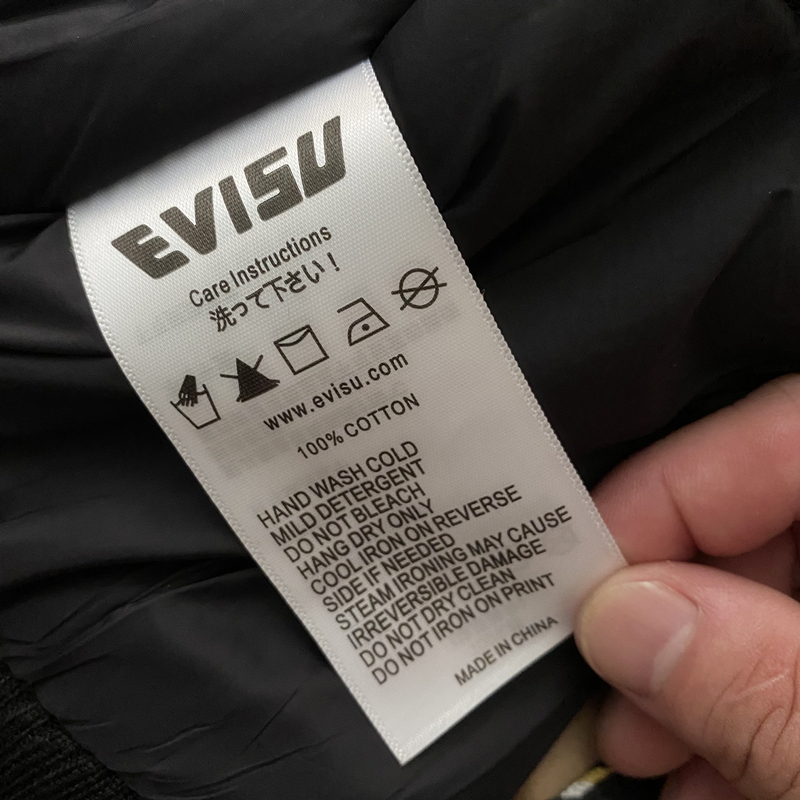 EVISU
Care Instructions
洗って下さい!
www.evisu.com
100% COTTON
HAND WASH COLD
MILD DETERGENT
DO NOT BLEACH
HANG DRY ONLY
COOL IRON ON REVERSE
SIDE IF NEEDED
STEAM IRONING MAY CAUSE
IRREVERSIBLE DAMAGE
DO NOT DRY CLEAN
DO NOT IRON ON PRINT
MADE IN CHINA